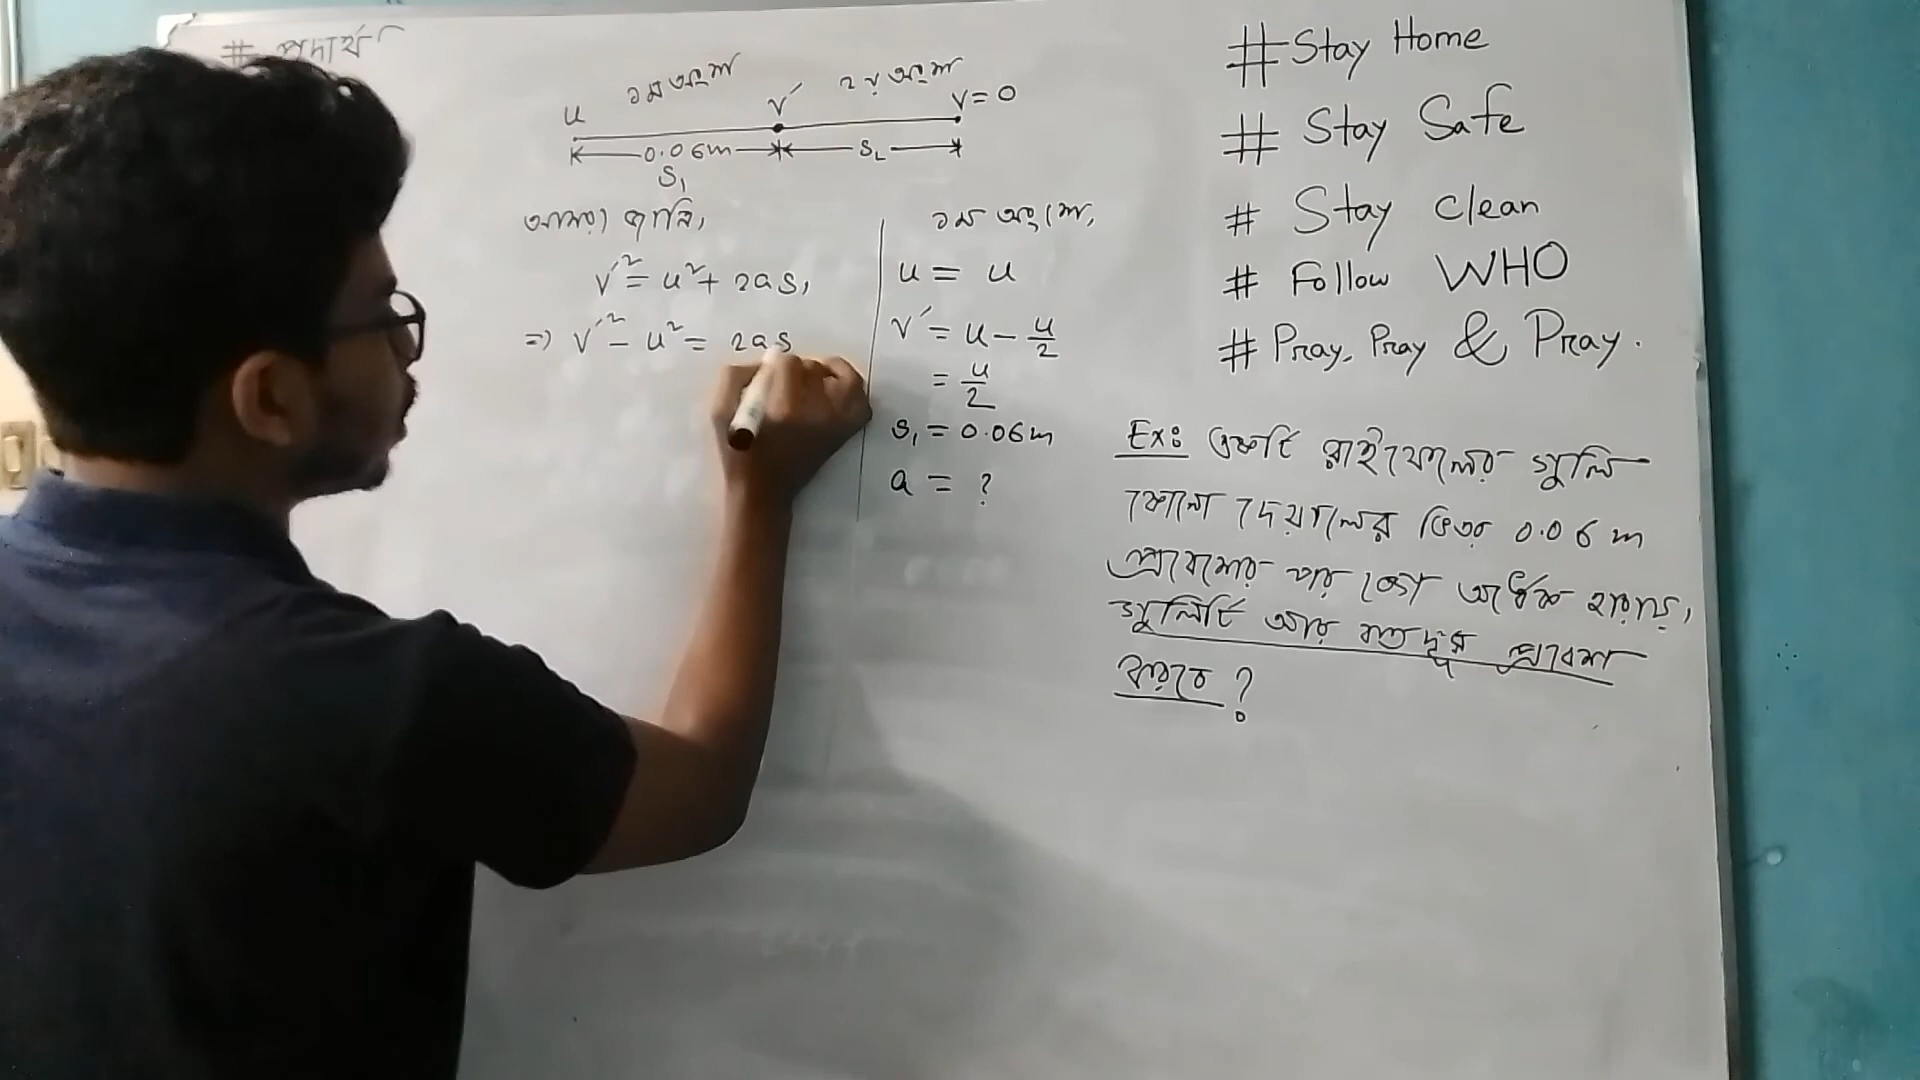 # পদার্থ
১ম অংশ ২য় অংশ
u v′ v = 0
0.06m s₂
s₁
আমরা জানি,
v′² = u² + 2as₁
⇒ v′² - u² = 2as
১ম অংশে,
u = u
v′ = u - u/2
= u/2
s₁ = 0.06m
a = ?
# Stay Home
# Stay Safe
# Stay clean
# Follow WHO
# Pray, Pray & Pray.
Ex: একটি রাইফেলের গুলি
কোনো দেয়ালের ভিতর 0.06 m
প্রবেশের পর বেগ অর্ধেক হারায়,
গুলিটি আর কতদূর প্রবেশ
করবে ?